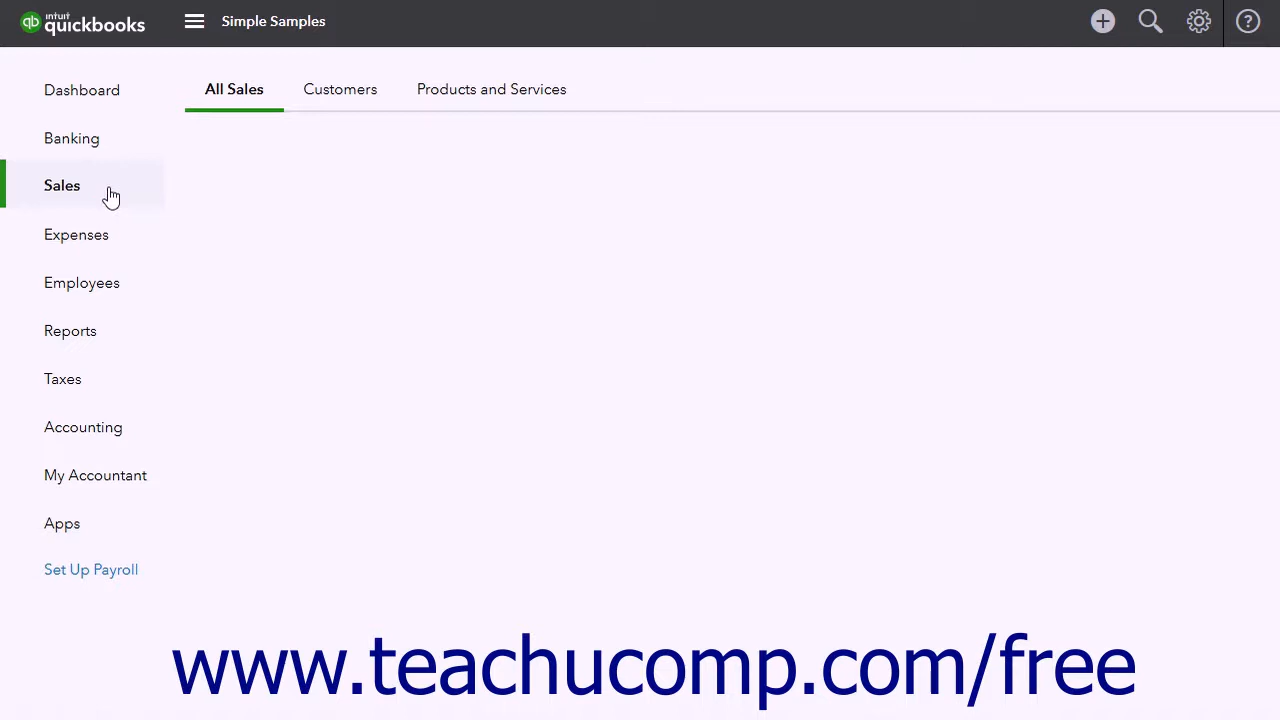 intuit
quickbooks
Simple Samples
Dashboard
All Sales
Customers
Products and Services
Banking
Sales
Expenses
Employees
Reports
Taxes
Accounting
My Accountant
Apps
Set Up Payroll
www.teachucomp.com/free